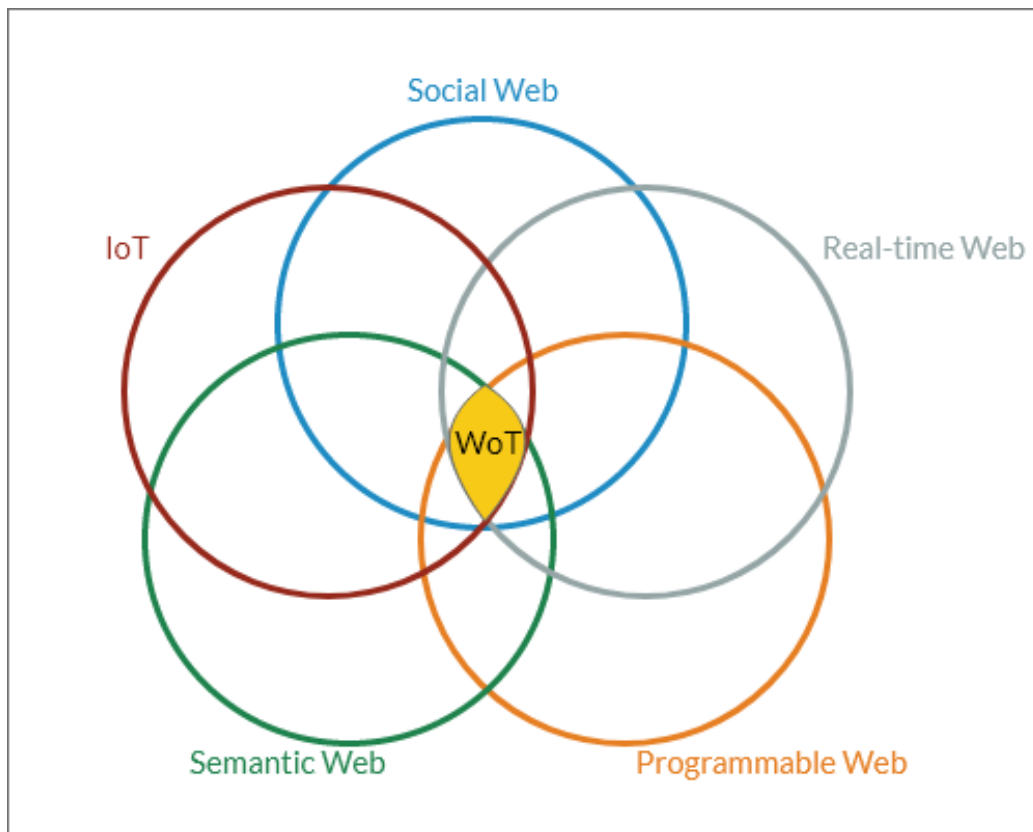 Social Web
IoT
Real-time Web
WoT
Semantic Web
Programmable Web